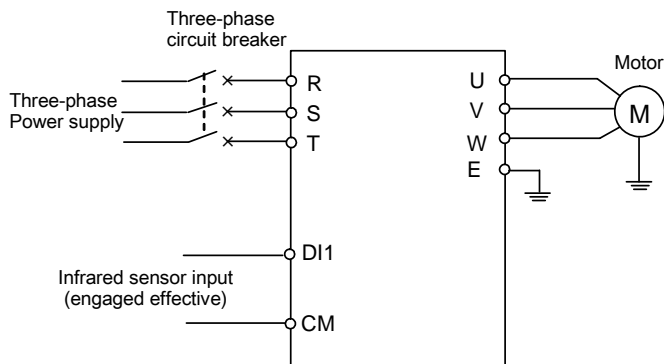 Three-phase
circuit breaker
Three-phase
Power supply
R
S
T
U
V
W
E
Motor
M
DI1
Infrared sensor input
(engaged effective)
CM